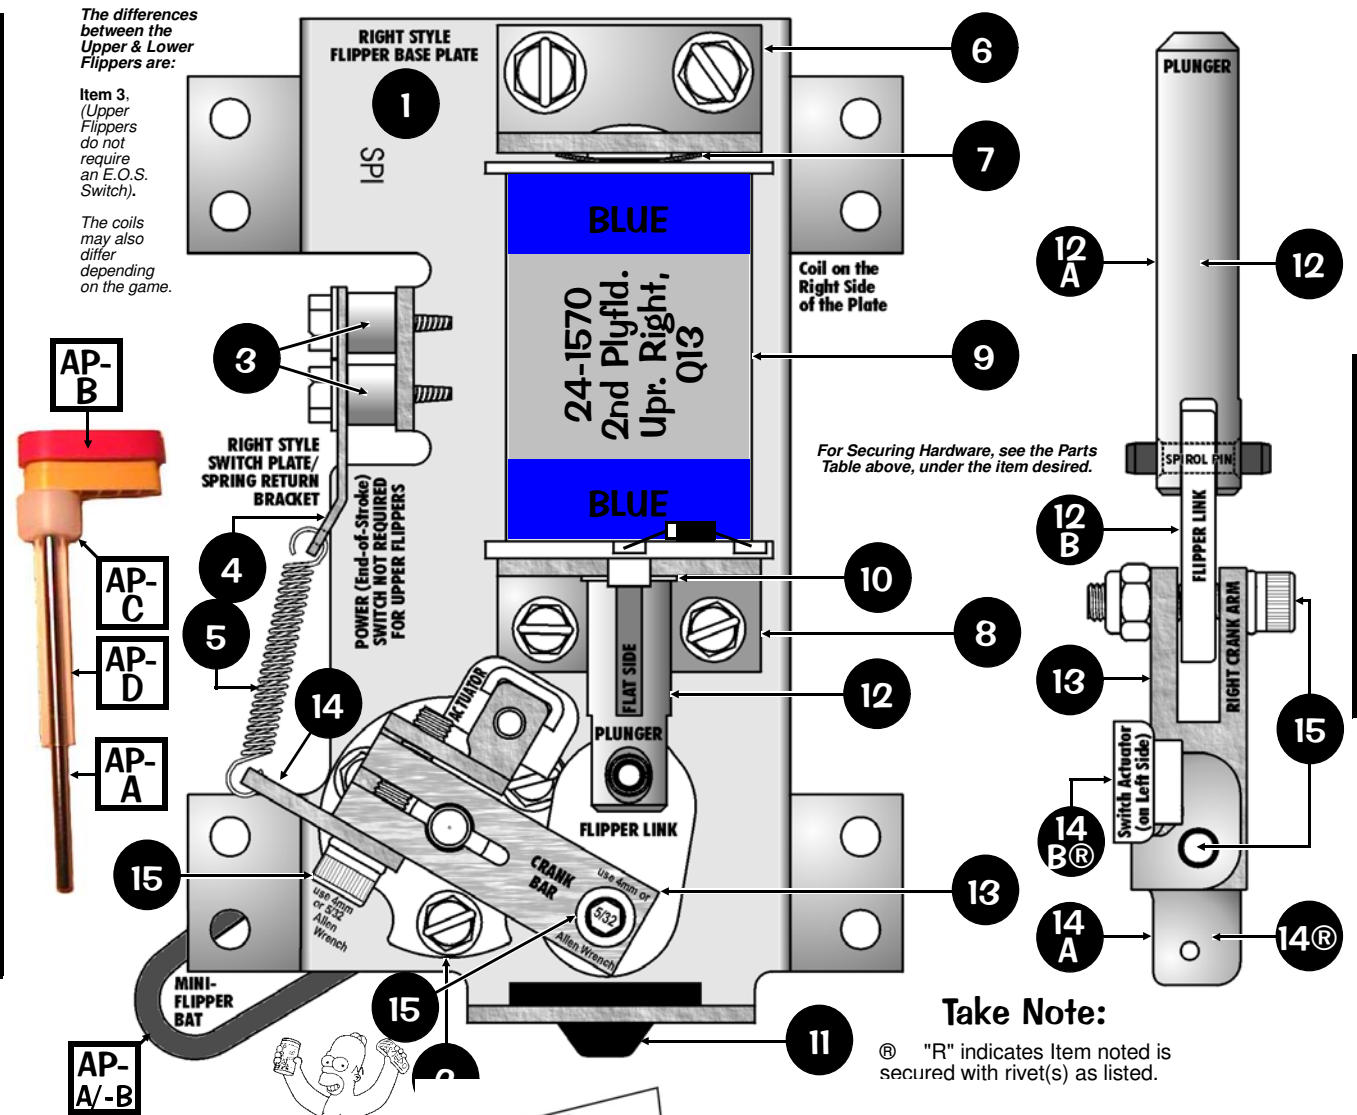 The differences
between the
Upper & Lower
Flippers are:
Item 3,
(Upper
Flippers
do not
require
an E.O.S.
Switch).
The coils
may also
differ
depending
on the game.
RIGHT STYLE
FLIPPER BASE PLATE
1
SPI
6
7
BLUE
24-1570
2nd Plyfld.
Upr. Right,
Q13
BLUE
Coil on the
Right Side
of the Plate
9
3
RIGHT STYLE
SWITCH PLATE/
SPRING RETURN
BRACKET
4
5
POWER (End-of-Stroke)
SWITCH NOT REQUIRED
FOR UPPER FLIPPERS
For Securing Hardware, see the Parts
Table above, under the item desired.
10
8
12
FLAT SIDE
PLUNGER
FLIPPER LINK
ACTUATOR
14
CRANK
BAR
use 4mm or
5/32
Allen Wrench
13
15
use 4mm
or 5/32
Allen
Wrench
15
11
MINI-
FLIPPER
BAT
AP-
A/-B
AP-
B
AP-
C
AP-
D
AP-
A
PLUNGER
12
A
12
SPIROL PIN
12
B
FLIPPER LINK
RIGHT CRANK ARM
13
15
Switch Actuator
(on Left Side)
14
B®
14
A
14®
Take Note:
® "R" indicates Item noted is
secured with rivet(s) as listed.